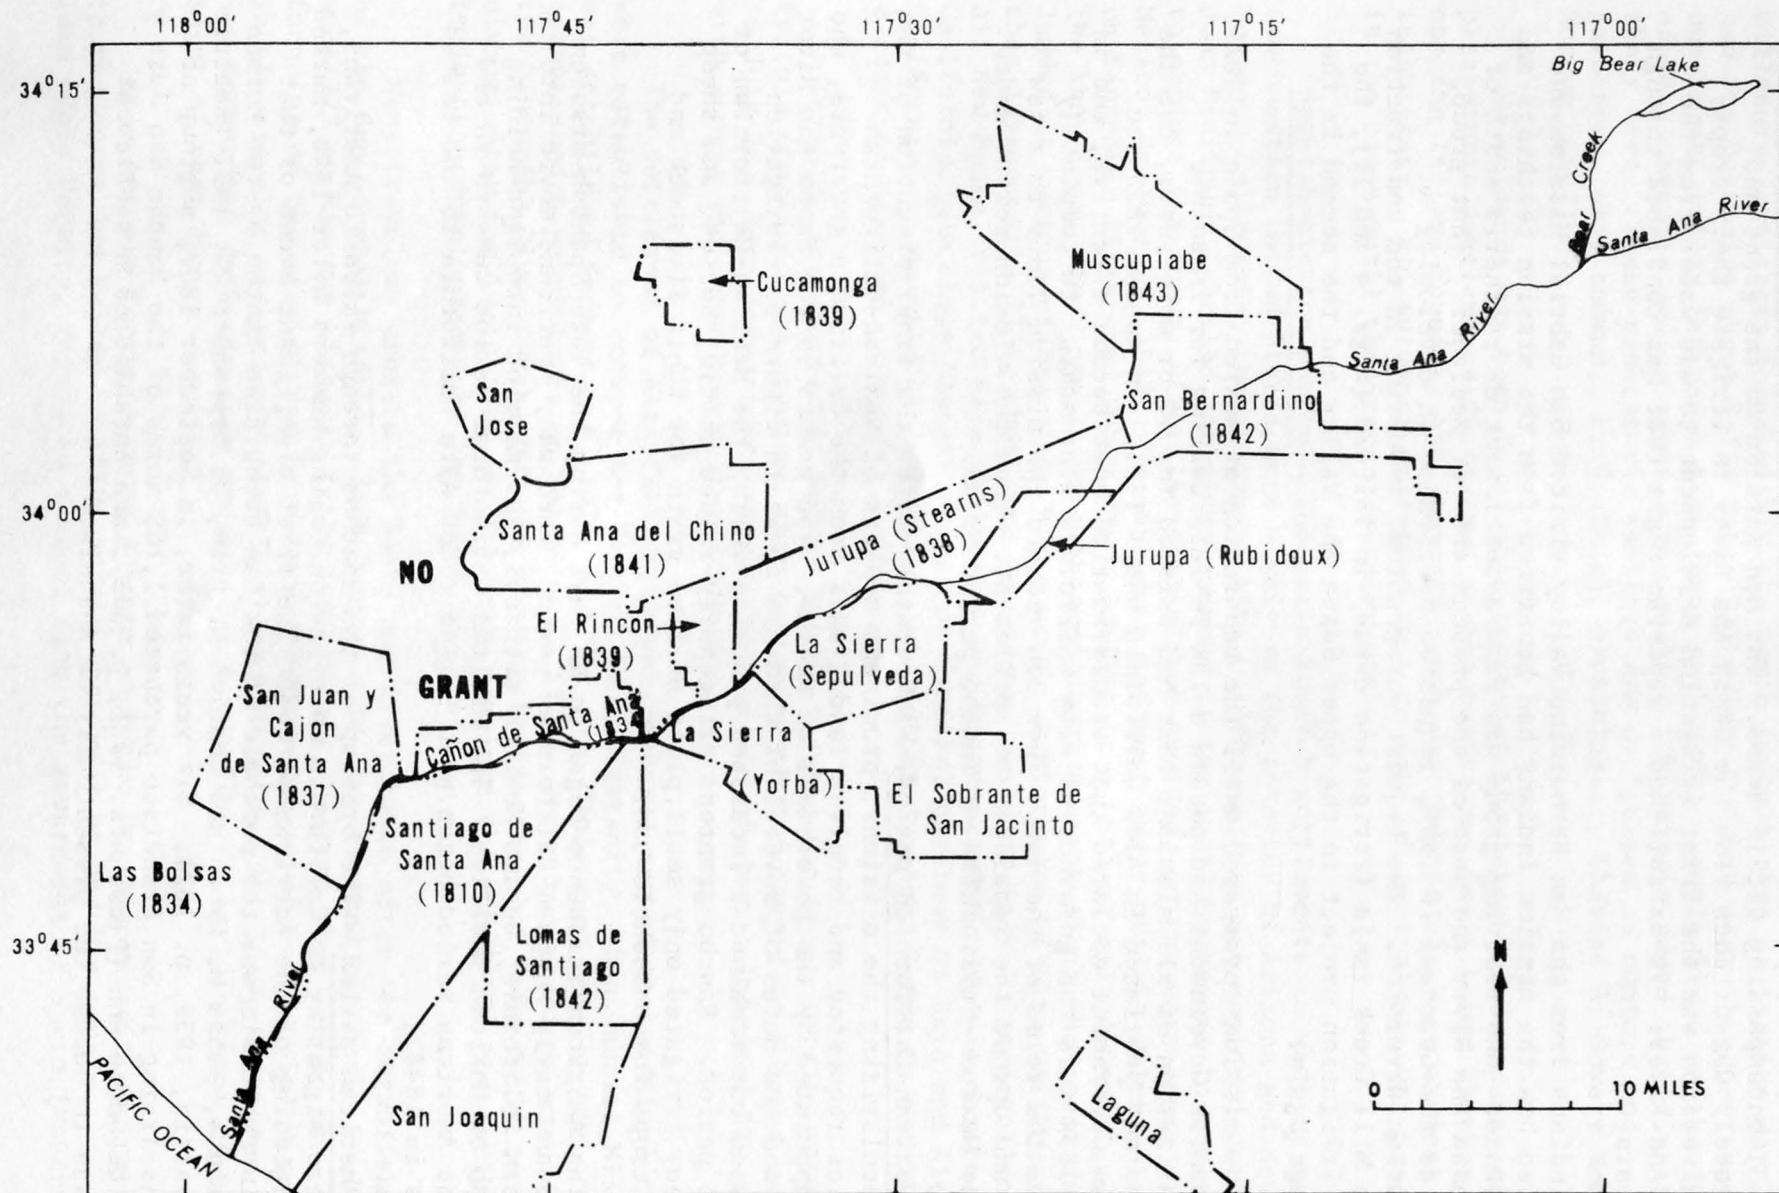 118°00'
117°45'
117°30'
117°15'
117°00'
34°15'
34°00'
33°45'
Big Bear Lake
Bear Creek
Santa Ana River
Santa Ana River
Muscupiabe
(1843)
Cucamonga
(1839)
San
Jose
San Bernardino
(1842)
Santa Ana del Chino
(1841)
Jurupa (Stearns)
(1838)
Jurupa (Rubidoux)
NO
GRANT
El Rincon
(1839)
La Sierra
(Sepulveda)
San Juan y
Cajon
de Santa Ana
(1837)
Cañon de Santa Ana
(1834
La Sierra
(Yorba)
El Sobrante de
San Jacinto
Santiago de
Santa Ana
(1810)
Las Bolsas
(1834)
Lomas de
Santiago
(1842)
Santa Ana River
PACIFIC OCEAN
San Joaquin
Laguna
N
0
10 MILES